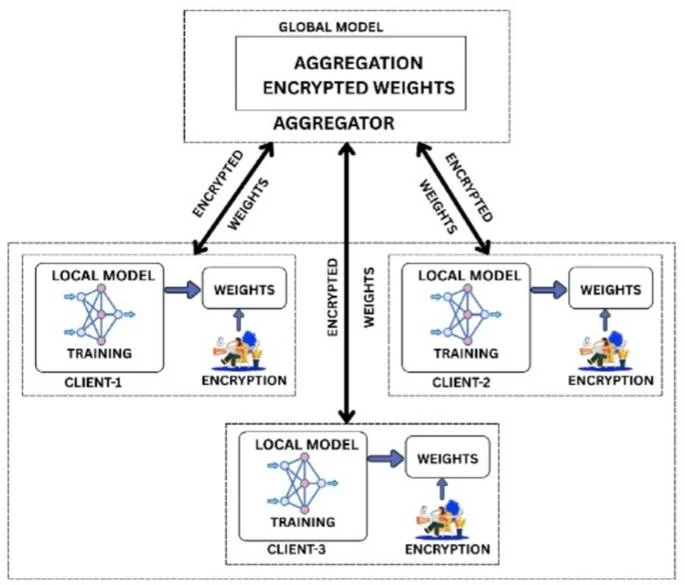 GLOBAL MODEL
AGGREGATION
ENCRYPTED WEIGHTS
AGGREGATOR
ENCRYPTED
WEIGHTS
ENCRYPTED
WEIGHTS
ENCRYPTED
WEIGHTS
LOCAL MODEL
TRAINING
CLIENT-1
WEIGHTS
ENCRYPTION
LOCAL MODEL
TRAINING
CLIENT-2
WEIGHTS
ENCRYPTION
LOCAL MODEL
TRAINING
CLIENT-3
WEIGHTS
ENCRYPTION